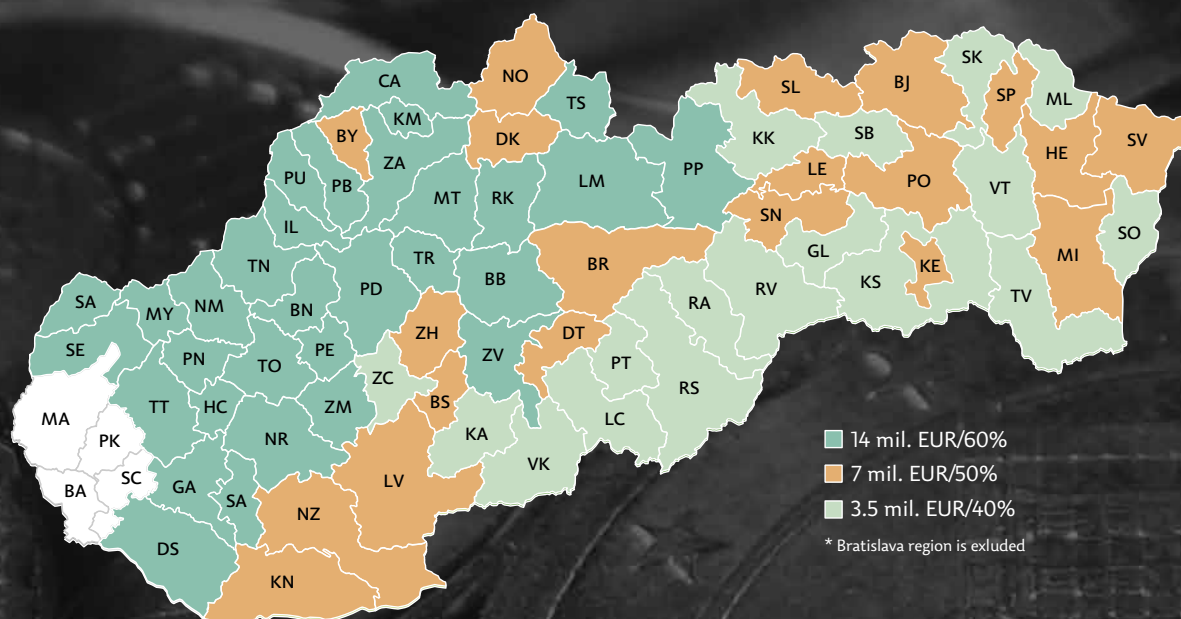 NO
CA
TS
SL
BJ
SK
SP
ML
KM
BY
DK
KK
SB
HE
SV
ZA
PU
PB
MT
RK
LM
PP
LE
PO
VT
IL
SN
SO
TN
TR
BB
BR
GL
KE
MI
SA
MY
NM
BN
PD
RA
RV
KS
TV
SE
PN
TO
PE
ZH
ZV
DT
PT
ZC
RS
MA
TT
HC
ZM
BS
LC
PK
NR
KA
SC
VK
BA
GA
SA
LV
NZ
DS
KN
14 mil. EUR/60%
7 mil. EUR/50%
3.5 mil. EUR/40%
* Bratislava region is exluded